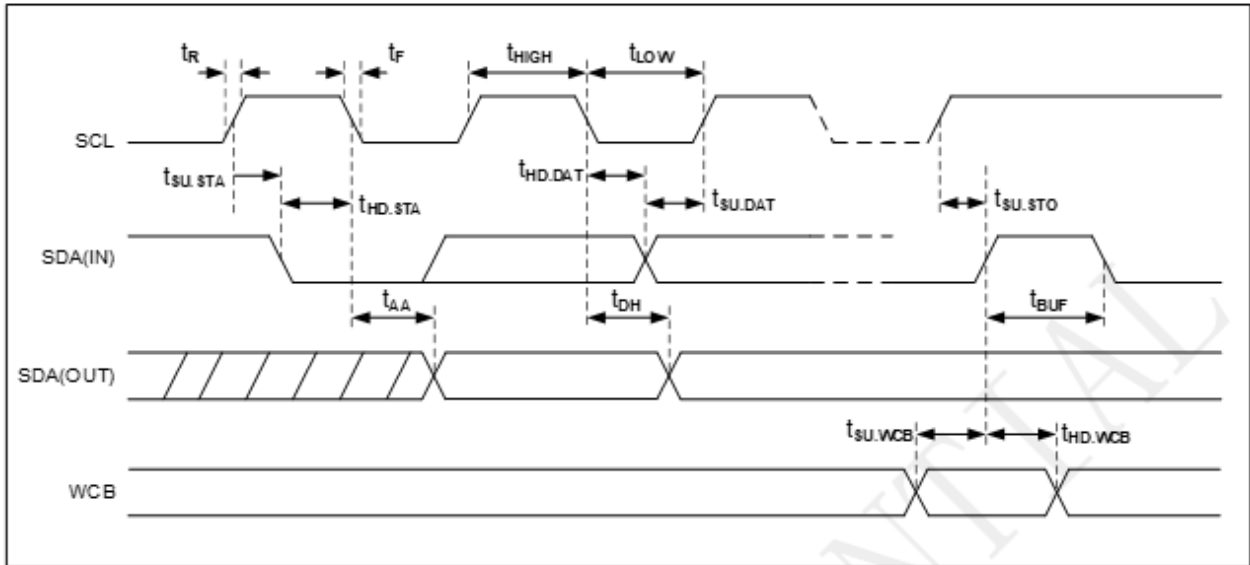 tR tF tHIGH tLOW
SCL
tSU.STA tHD.STA tHD.DAT tSU.DAT tSU.STO
SDA(IN)
tAA tDH tBUF
SDA(OUT)
tSU.WCB tHD.WCB
WCB
NTIAL